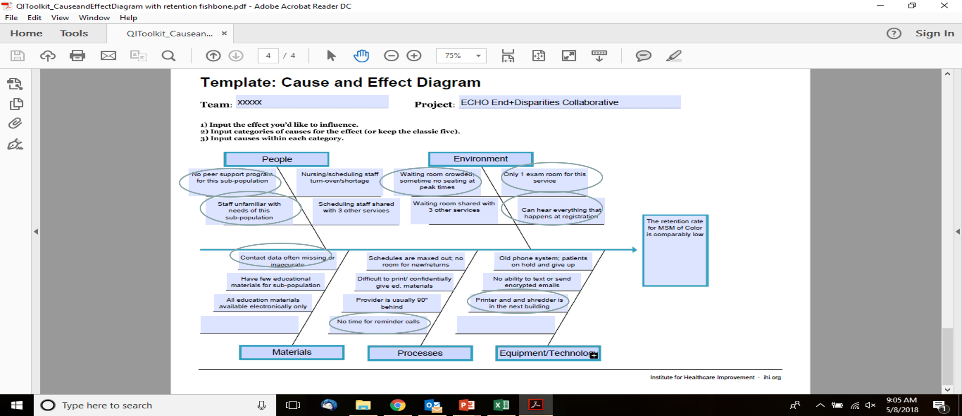 QIToolkit_CauseandEffectDiagram with retention fishbone.pdf - Adobe Acrobat Reader DC
File Edit View Window Help
Home Tools QIToolkit_Causean... × ? Sign In
4 / 4 75%
Template: Cause and Effect Diagram
Team: xxxxx Project: ECHO End+Disparities Collaborative
1) Input the effect you'd like to influence.
2) Input categories of causes for the effect (or keep the classic five).
3) Input causes within each category.
People
Environment
No peer support program
for this sub-population
Nursing/scheduling staff
turn-over/shortage
Waiting room crowded;
sometime no seating at
peak times
Only 1 exam room for this
service
Staff unfamiliar with
needs of this
sub-population
Scheduling staff shared
with 3 other services
Waiting room shared with
3 other services
Can hear everything that
happens at registration
The retention rate
for MSM of Color
is comparably low
Contact data often missing or
inaccurate
Schedules are maxed out; no
room for new/returns
Old phone system; patients
on hold and give up
Have few educational
materials for sub-population
Difficult to print/ confidentially
give ed. materials
No ability to text or send
encrypted emails
All education materials
available electronically only
Provider is usually 90"
behind
Printer and and shredder is
in the next building
No time for reminder calls
Materials
Processes
Equipment/Technology
Institute for Healthcare Improvement · ihi.org
Type here to search
9:05 AM
5/8/2018